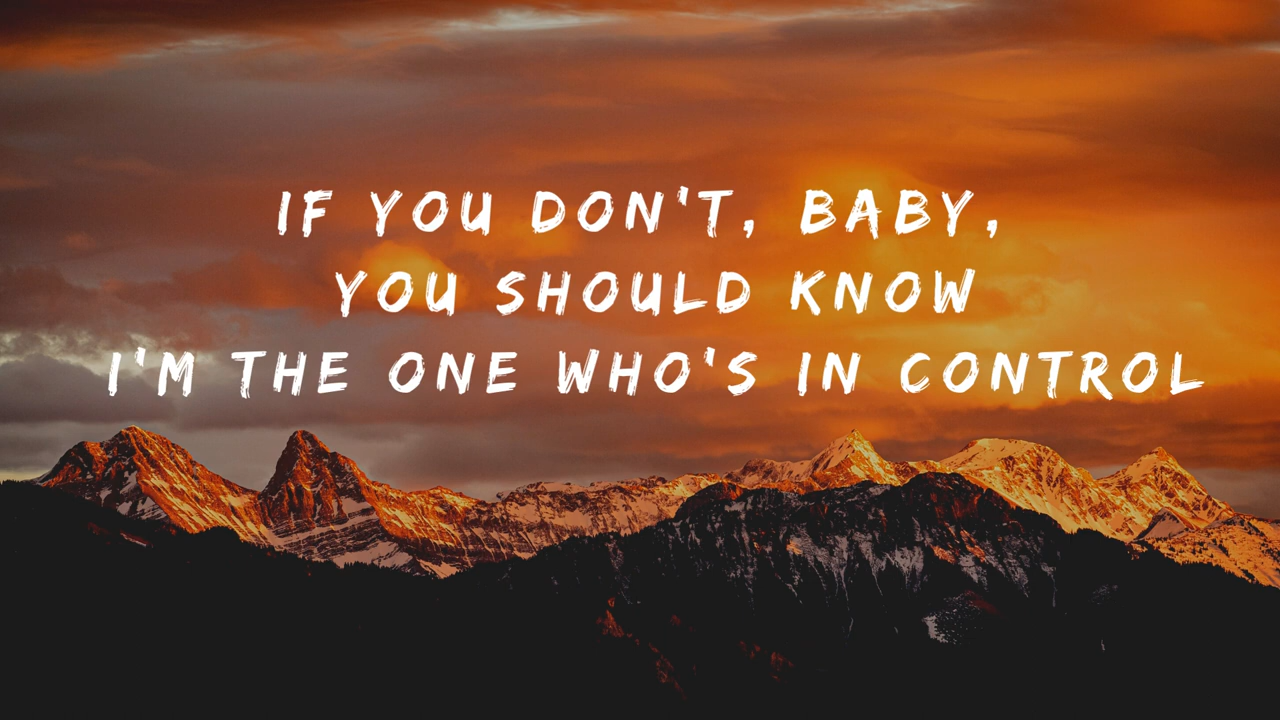 IF YOU DON'T, BABY,
YOU SHOULD KNOW
I'M THE ONE WHO'S IN CONTROL